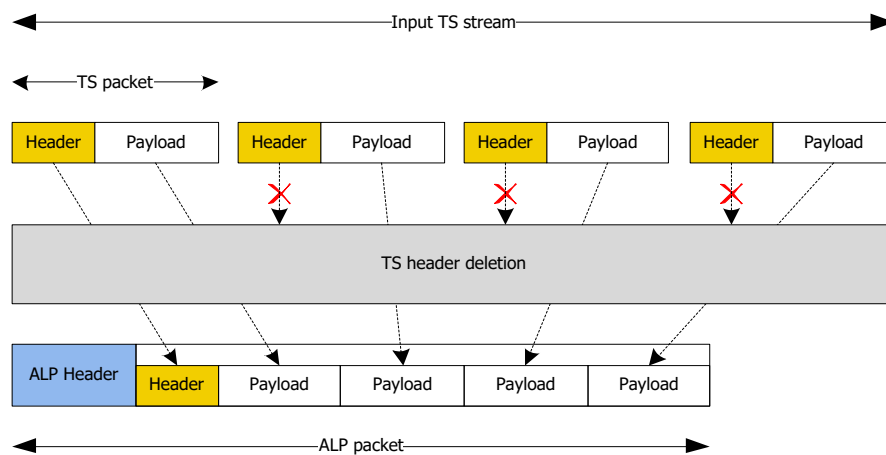 Input TS stream
TS packet
Header Payload Header Payload Header Payload Header Payload
TS header deletion
ALP Header Header Payload Payload Payload Payload
ALP packet